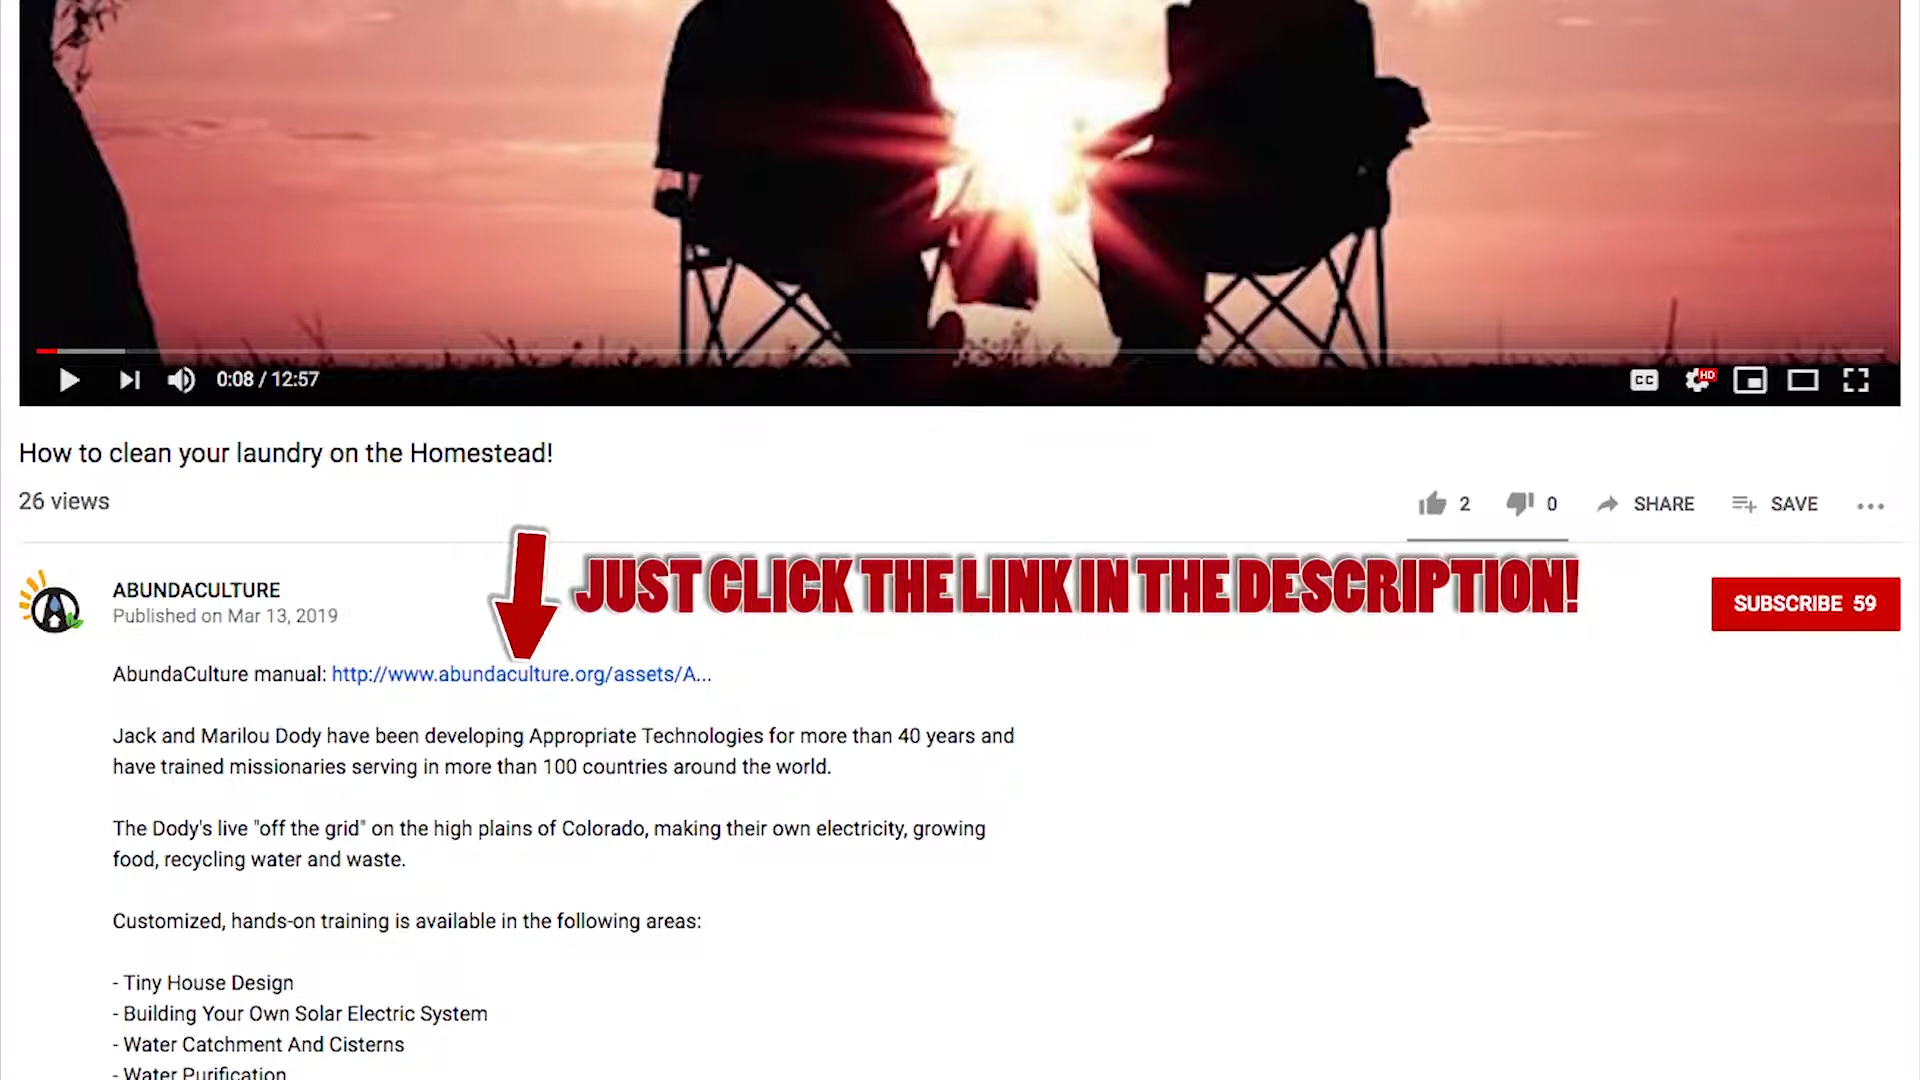 0:08 / 12:57
CC
HD
How to clean your laundry on the Homestead!
26 views
2
0
SHARE
SAVE
JUST CLICK THE LINK IN THE DESCRIPTION!
ABUNDACULTURE
Published on Mar 13, 2019
SUBSCRIBE 59
AbundaCulture manual: http://www.abundaculture.org/assets/A...
Jack and Marilou Dody have been developing Appropriate Technologies for more than 40 years and
have trained missionaries serving in more than 100 countries around the world.
The Dody's live "off the grid" on the high plains of Colorado, making their own electricity, growing
food, recycling water and waste.
Customized, hands-on training is available in the following areas:
- Tiny House Design
- Building Your Own Solar Electric System
- Water Catchment And Cisterns
- Water Purification